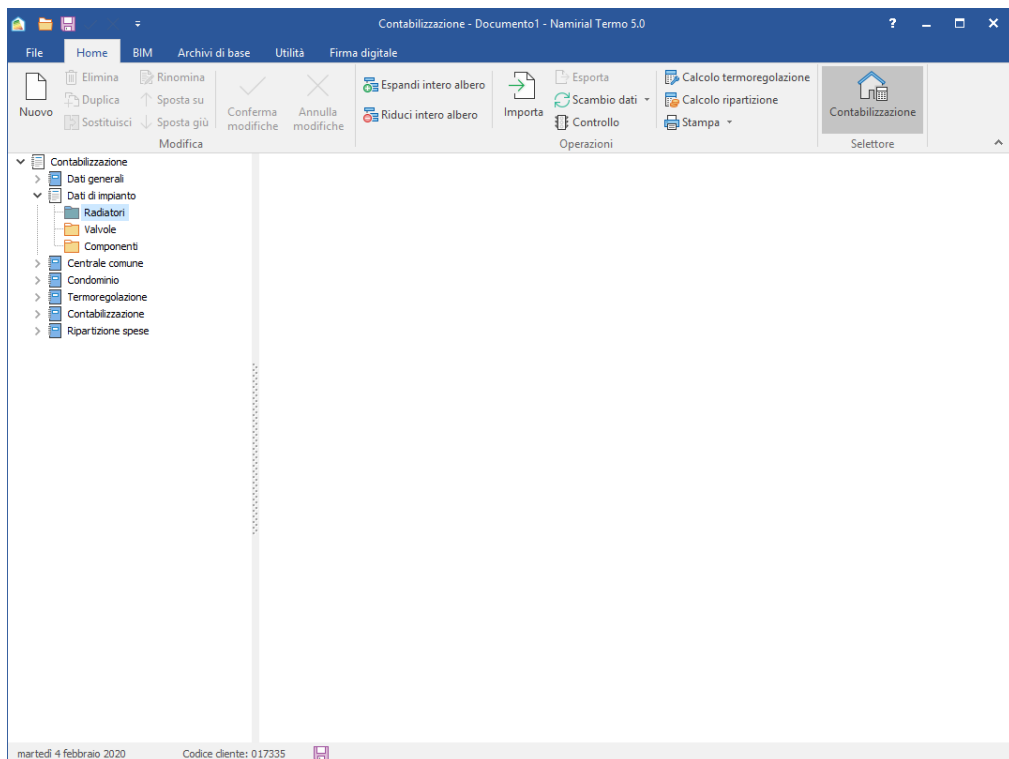 Contabilizzazione - Documento1 - Namirial Termo 5.0
File Home BIM Archivi di base Utilità Firma digitale
Nuovo
Elimina
Duplica
Sostituisci
Rinomina
Sposta su
Sposta giù
Conferma
modifiche
Annulla
modifiche
Modifica
Espandi intero albero
Riduci intero albero
Importa
Esporta
Scambio dati
Controllo
Calcolo termoregolazione
Calcolo ripartizione
Stampa
Operazioni
Contabilizzazione
Selettore
Contabilizzazione
Dati generali
Dati di impianto
Radiatori
Valvole
Componenti
Centrale comune
Condominio
Termoregolazione
Contabilizzazione
Ripartizione spese
martedì 4 febbraio 2020 Codice cliente: 017335